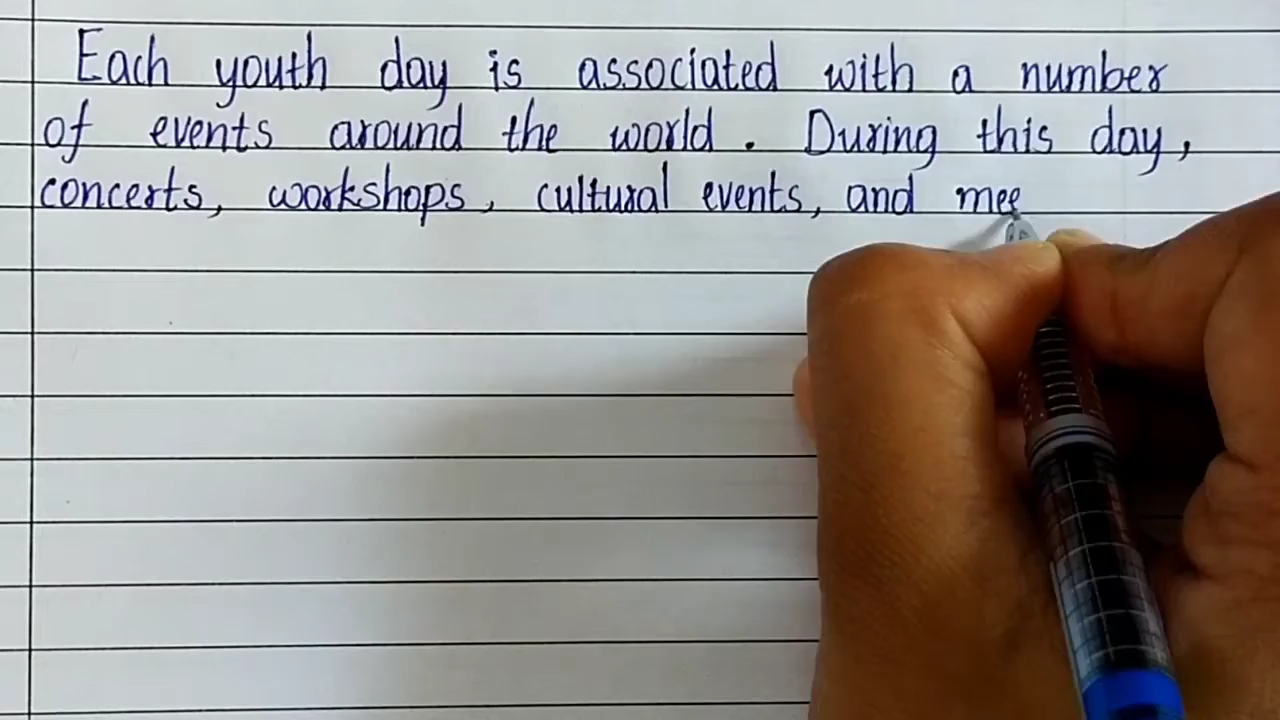 Each youth day is associated with a number
of events around the world. During this day,
concerts, workshops, cultural events, and mee